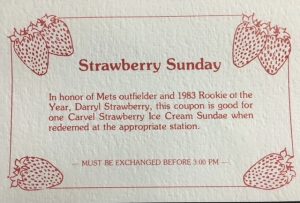 Strawberry Sunday
In honor of Mets outfielder and 1983 Rookie of the
Year, Darryl Strawberry, this coupon is good for
one Carvel Strawberry Ice Cream Sundae when
redeemed at the appropriate station.
— MUST BE EXCHANGED BEFORE 3:00 PM —